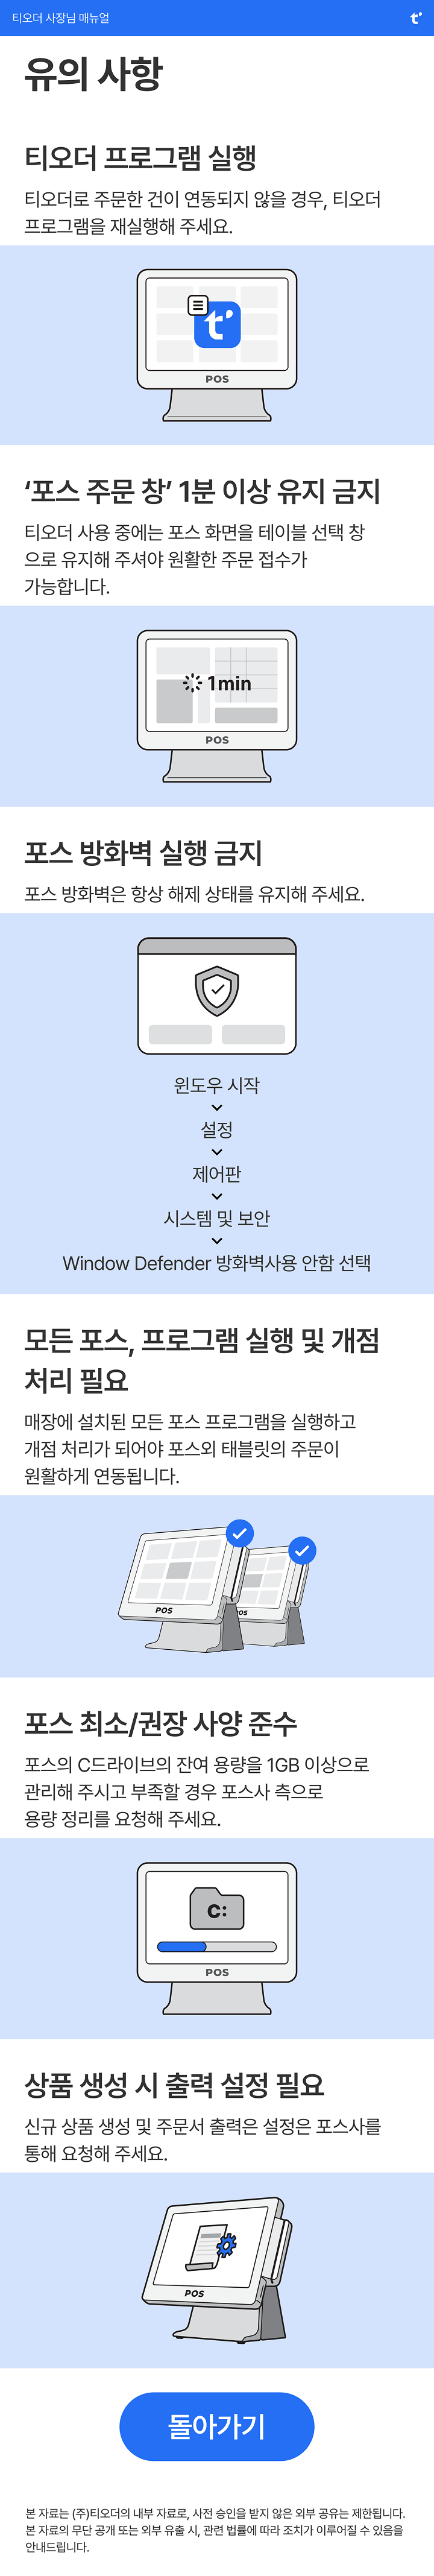 티오더 사장님 매뉴얼
t'
유의 사항
티오더 프로그램 실행
티오더로 주문한 건이 연동되지 않을 경우, 티오더
프로그램을 재실행해 주세요.
t'
POS
‘포스 주문 창’ 1분 이상 유지 금지
티오더 사용 중에는 포스 화면을 테이블 선택 창
으로 유지해 주셔야 원활한 주문 접수가
가능합니다.
1min
POS
포스 방화벽 실행 금지
포스 방화벽은 항상 해제 상태를 유지해 주세요.
윈도우 시작
설정
제어판
시스템 및 보안
Window Defender 방화벽사용 안함 선택
모든 포스, 프로그램 실행 및 개점
처리 필요
매장에 설치된 모든 포스 프로그램을 실행하고
개점 처리가 되어야 포스외 태블릿의 주문이
원활하게 연동됩니다.
POS
POS
포스 최소/권장 사양 준수
포스의 C드라이브의 잔여 용량을 1GB 이상으로
관리해 주시고 부족할 경우 포스사 측으로
용량 정리를 요청해 주세요.
C:
POS
상품 생성 시 출력 설정 필요
신규 상품 생성 및 주문서 출력은 설정은 포스사를
통해 요청해 주세요.
POS
돌아가기
본 자료는 (주)티오더의 내부 자료로, 사전 승인을 받지 않은 외부 공유는 제한됩니다.
본 자료의 무단 공개 또는 외부 유출 시, 관련 법률에 따라 조치가 이루어질 수 있음을
안내드립니다.